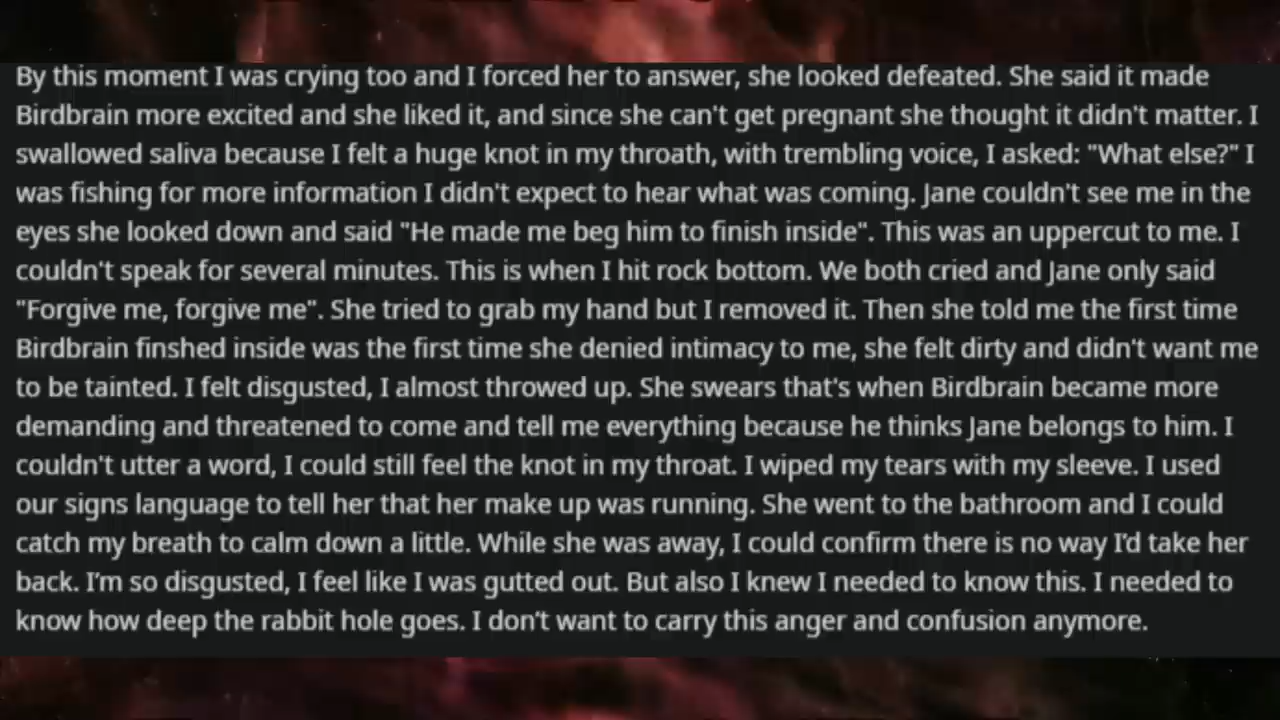 By this moment I was crying too and I forced her to answer, she looked defeated. She said it made
Birdbrain more excited and she liked it, and since she can't get pregnant she thought it didn't matter. I
swallowed saliva because I felt a huge knot in my throath, with trembling voice, I asked: "What else?" I
was fishing for more information I didn't expect to hear what was coming. Jane couldn't see me in the
eyes she looked down and said "He made me beg him to finish inside". This was an uppercut to me. I
couldn't speak for several minutes. This is when I hit rock bottom. We both cried and Jane only said
"Forgive me, forgive me". She tried to grab my hand but I removed it. Then she told me the first time
Birdbrain finshed inside was the first time she denied intimacy to me, she felt dirty and didn't want me
to be tainted. I felt disgusted, I almost throwed up. She swears that's when Birdbrain became more
demanding and threatened to come and tell me everything because he thinks Jane belongs to him. I
couldn't utter a word, I could still feel the knot in my throat. I wiped my tears with my sleeve. I used
our signs language to tell her that her make up was running. She went to the bathroom and I could
catch my breath to calm down a little. While she was away, I could confirm there is no way I'd take her
back. I’m so disgusted, I feel like I was gutted out. But also I knew I needed to know this. I needed to
know how deep the rabbit hole goes. I don’t want to carry this anger and confusion anymore.